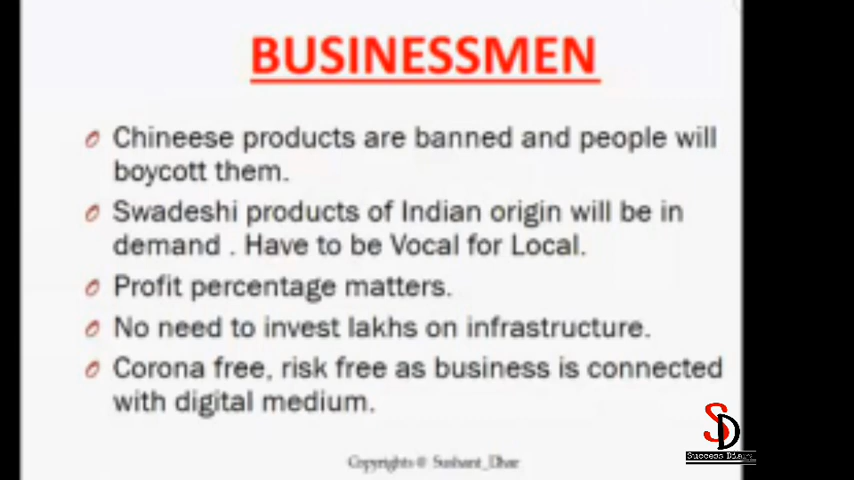 BUSINESSMEN
Chineese products are banned and people will
boycott them.
Swadeshi products of Indian origin will be in
demand . Have to be Vocal for Local.
Profit percentage matters.
No need to invest lakhs on infrastructure.
Corona free, risk free as business is connected
with digital medium.
Copyrights @ Sushant_Dhar
SD
Success Diary